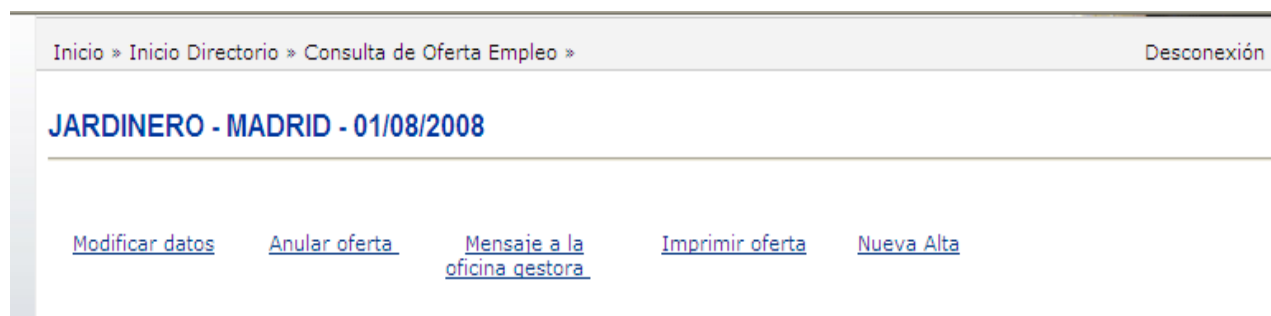 Inicio » Inicio Directorio » Consulta de Oferta Empleo » Desconexión
JARDINERO - MADRID - 01/08/2008
Modificar datos Anular oferta Mensaje a la Imprimir oferta Nueva Alta
oficina gestora